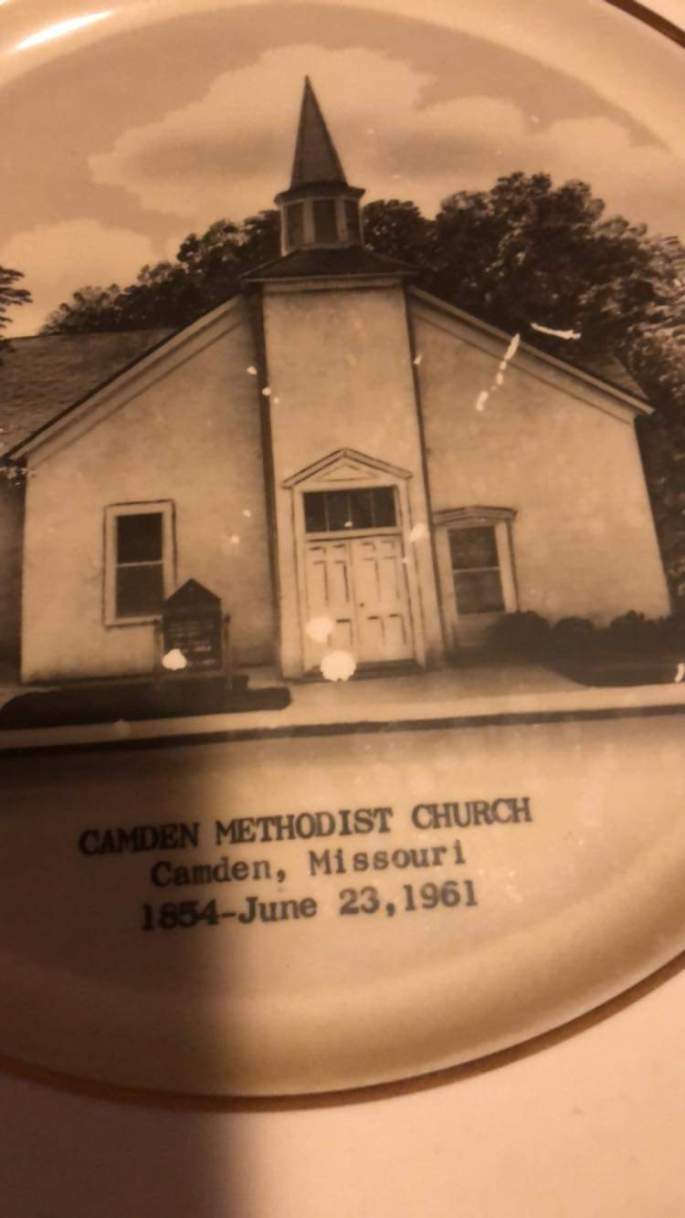 CAMDEN METHODIST CHURCH
Camden, Missouri
1854-June 23,1961